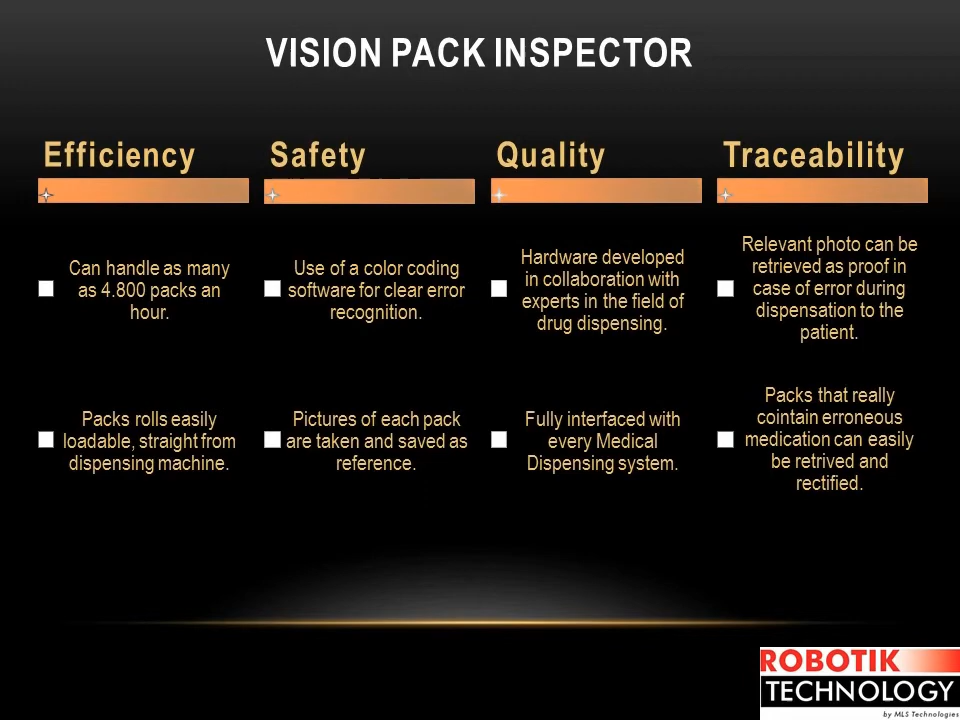 VISION PACK INSPECTOR
Efficiency
Can handle as many
as 4.800 packs an
hour.
Packs rolls easily
loadable, straight from
dispensing machine.
Safety
Use of a color coding
software for clear error
recognition.
Pictures of each pack
are taken and saved as
reference.
Quality
Hardware developed
in collaboration with
experts in the field of
drug dispensing.
Fully interfaced with
every Medical
Dispensing system.
Traceability
Relevant photo can be
retrieved as proof in
case of error during
dispensation to the
patient.
Packs that really
cointain erroneous
medication can easily
be retrived and
rectified.
ROBOTIK
TECHNOLOGY
by MLS Technologies